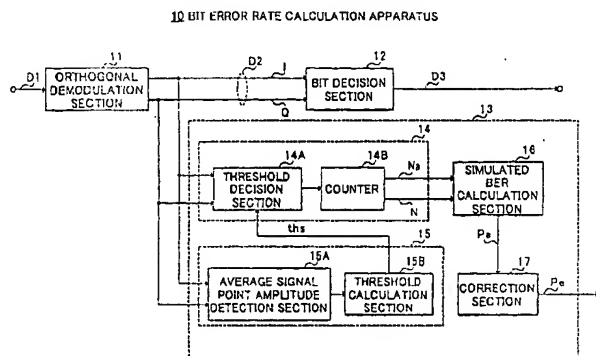 10 BIT ERROR RATE CALCULATION APPARATUS
11
D1
ORTHOGONAL
DEMODULATION
SECTION
D2
I
Q
12
BIT DECISION
SECTION
D3
13
14
14A
THRESHOLD
DECISION
SECTION
14B
COUNTER
Na
N
16
SIMULATED
BER
CALCULATION
SECTION
ths
15
15A
AVERAGE SIGNAL
POINT AMPLITUDE
DETECTION SECTION
15B
THRESHOLD
CALCULATION
SECTION
Pa
17
CORRECTION
SECTION
Pe